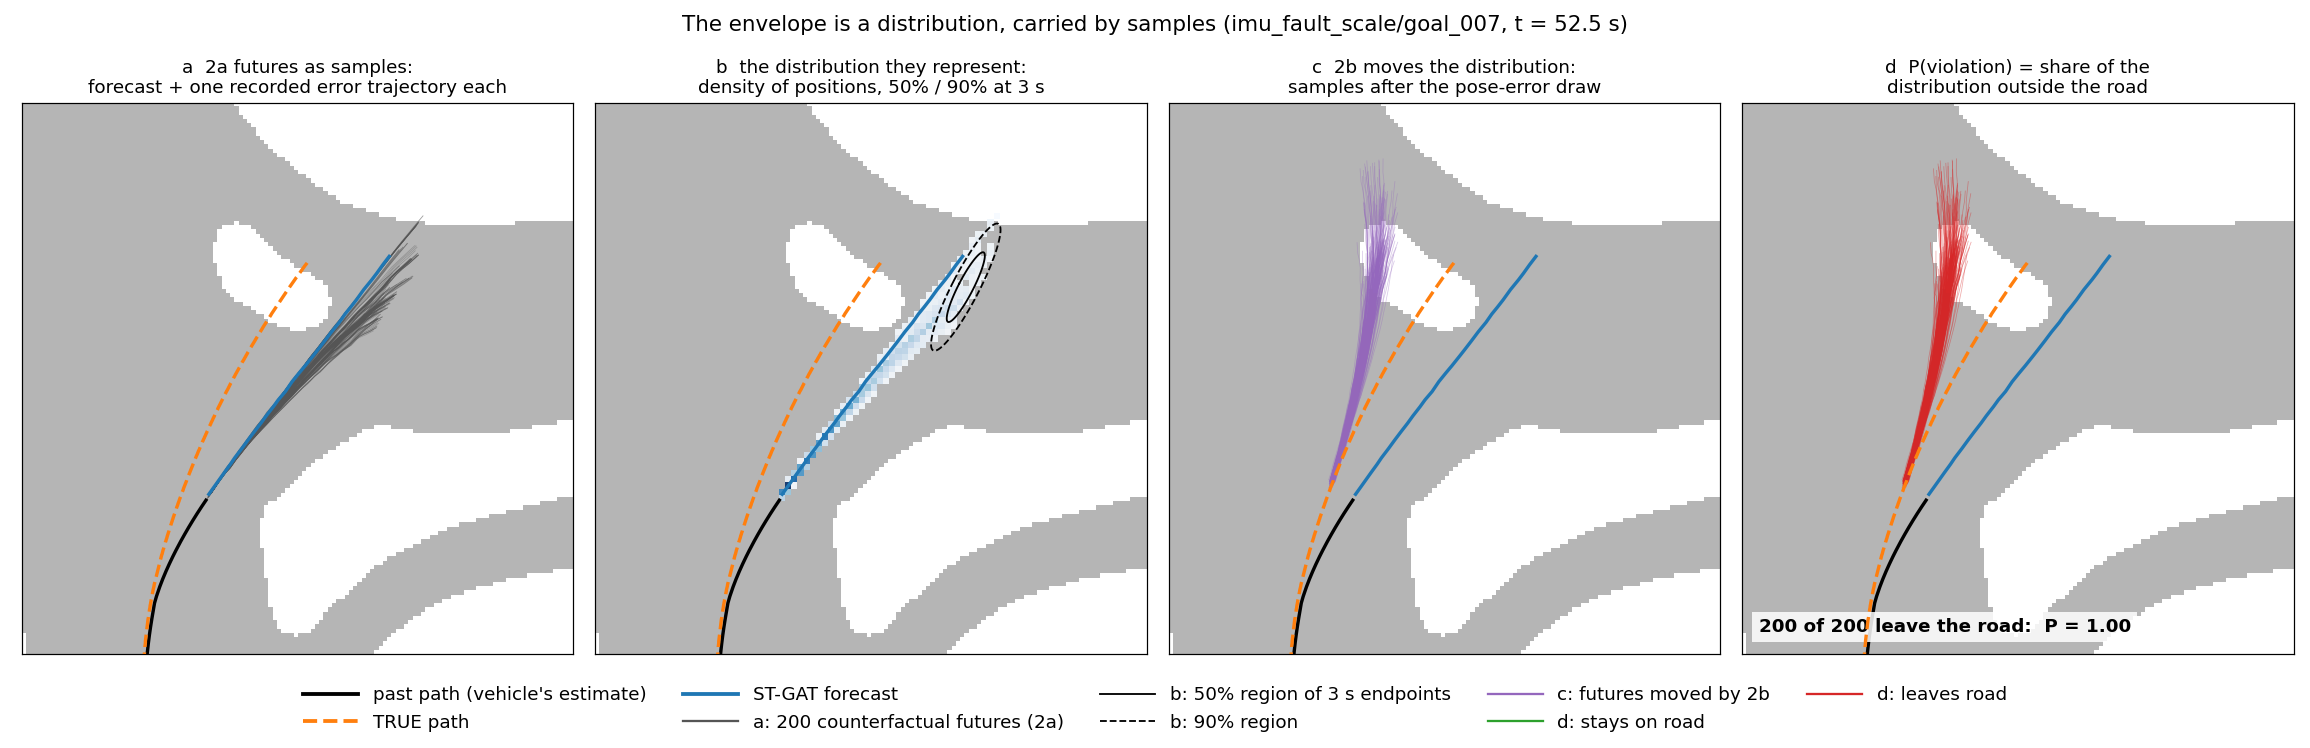 The envelope is a distribution, carried by samples (imu_fault_scale/goal_007, t = 52.5 s)
a  2a futures as samples:
forecast + one recorded error trajectory each
b  the distribution they represent:
density of positions, 50% / 90% at 3 s
c  2b moves the distribution:
samples after the pose-error draw
d  P(violation) = share of the
distribution outside the road
200 of 200 leave the road:  P = 1.00
past path (vehicle's estimate)
TRUE path
ST-GAT forecast
a: 200 counterfactual futures (2a)
b: 50% region of 3 s endpoints
b: 90% region
c: futures moved by 2b
d: stays on road
d: leaves road